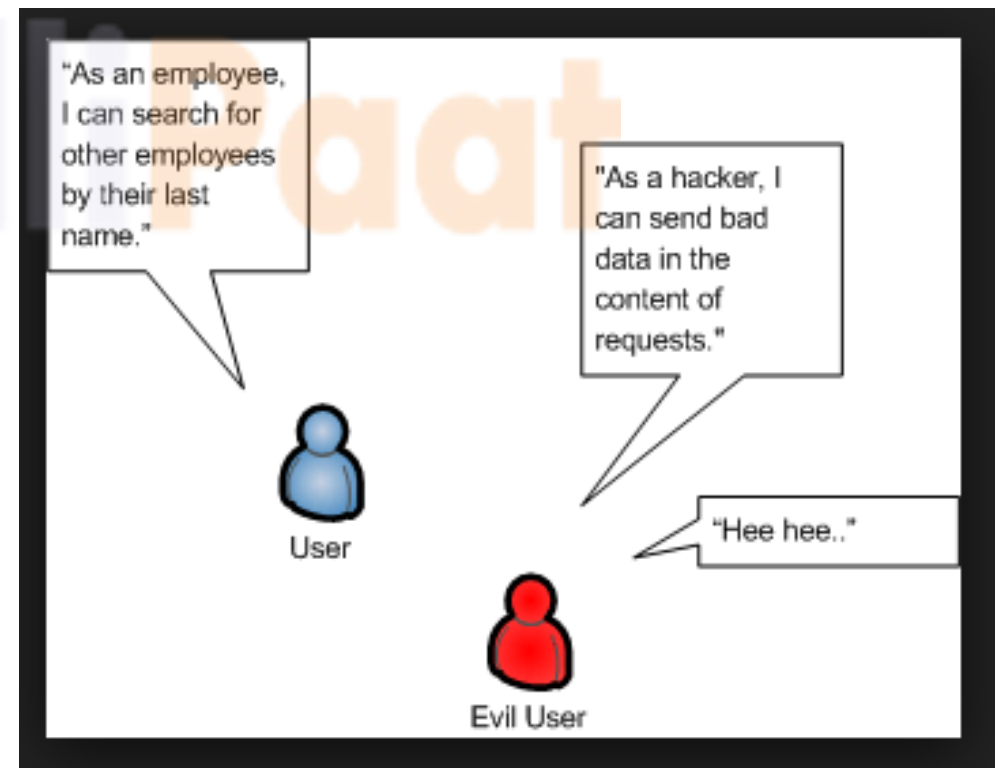 “As an employee,
I can search for
other employees
by their last
name.”
"As a hacker, I
can send bad
data in the
content of
requests."
“Hee hee..”
User
Evil User
lliPaat